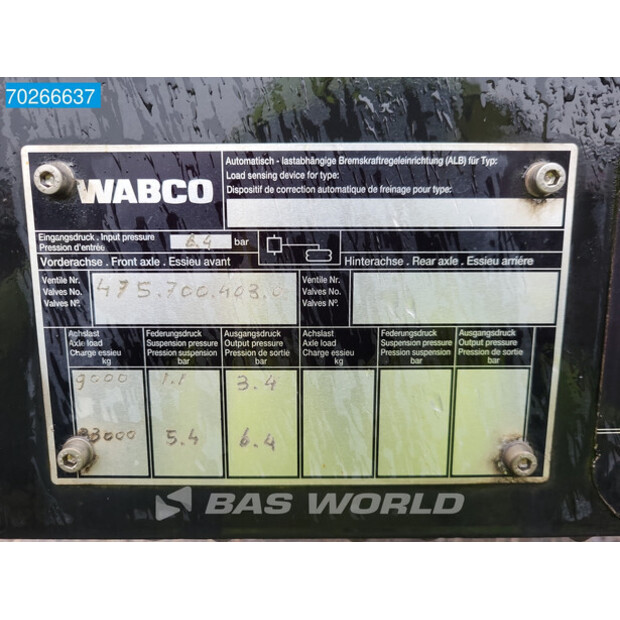 70266637
WABCO
Automatisch - lastabhängige Bremskraftregeleinrichtung (ALB) für Typ:
Load sensing device for type:
Dispositif de correction automatique de freinage pour type:
Eingangsdruck . Input pressure
Pression d'entrée
6.4 bar
Vorderachse . Front axle . Essieu avant
Hinterachse . Rear axle . Essieu arriére
Ventile Nr.
Valves No.
Valves Nº.
475.700.403.0
Ventile Nr.
Valves No.
Valves Nº.
Achslast
Axle load
Charge essieu
kg
Federungsdruck
Suspension pressure
Pression suspension
bar
Ausgangsdruck
Output pressure
Pression de sortie
bar
Achslast
Axle load
Charge essieu
kg
Federungsdruck
Suspension pressure
Pression suspension
bar
Ausgangsdruck
Output pressure
Pression de sortie
bar
9000 1.1 3.4
5.4 6.4
BAS WORLD